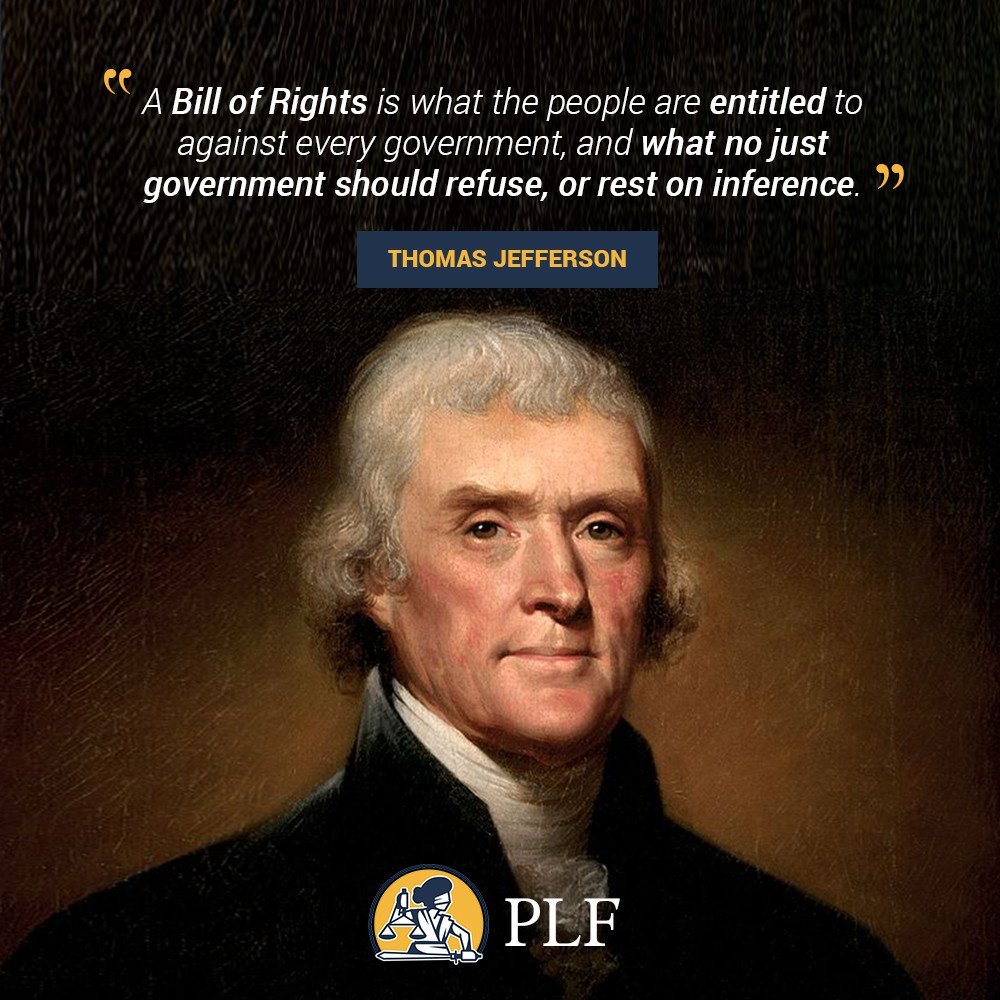 “ A Bill of Rights is what the people are entitled to
against every government, and what no just
government should refuse, or rest on inference. ”
THOMAS JEFFERSON
PLF